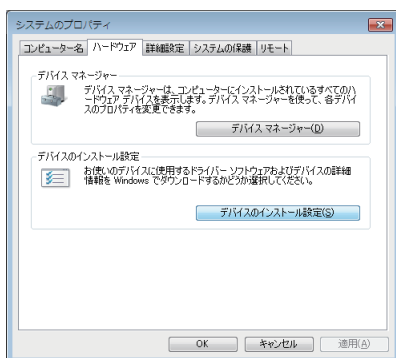 システムのプロパティ
コンピューター名 ハードウェア 詳細設定 システムの保護 リモート
デバイス マネージャー
デバイス マネージャーは、コンピューターにインストールされているすべてのハ
ードウェア デバイスを表示します。デバイス マネージャーを使って、各デバイ
スのプロパティを変更できます。
デバイス マネージャー(D)
デバイスのインストール設定
お使いのデバイスに使用するドライバー ソフトウェアおよびデバイスの詳細
情報を Windows でダウンロードするかどうか選択してください。
デバイスのインストール設定(S)
OK キャンセル 適用(A)